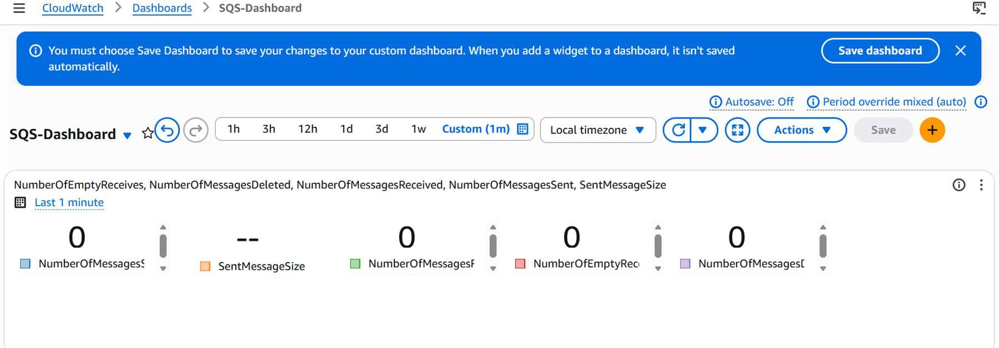 CloudWatch > Dashboards > SQS-Dashboard
You must choose Save Dashboard to save your changes to your custom dashboard. When you add a widget to a dashboard, it isn't saved
automatically.
Save dashboard
Autosave: Off Period override mixed (auto)
SQS-Dashboard 1h 3h 12h 1d 3d 1w Custom (1m) Local timezone Actions Save +
NumberOfEmptyReceives, NumberOfMessagesDeleted, NumberOfMessagesReceived, NumberOfMessagesSent, SentMessageSize
Last 1 minute
0 -- 0 0 0
NumberOfMessagesS SentMessageSize NumberOfMessagesR NumberOfEmptyRec NumberOfMessagesD